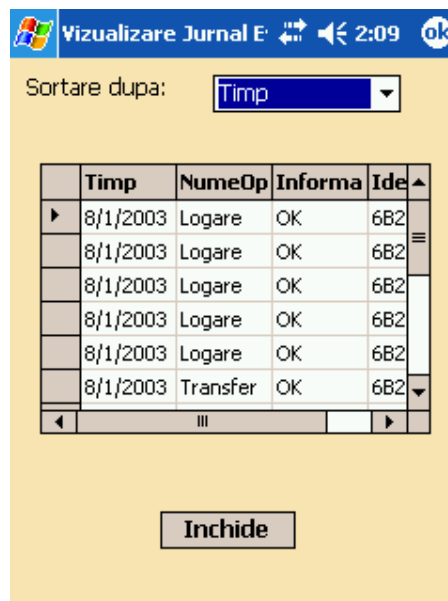 Vizualizare Jurnal E 2:09 ok
Sortare dupa: Timp
Timp NumeOp Informa Ide
8/1/2003 Logare OK 6B2
8/1/2003 Logare OK 6B2
8/1/2003 Logare OK 6B2
8/1/2003 Logare OK 6B2
8/1/2003 Logare OK 6B2
8/1/2003 Transfer OK 6B2
Inchide